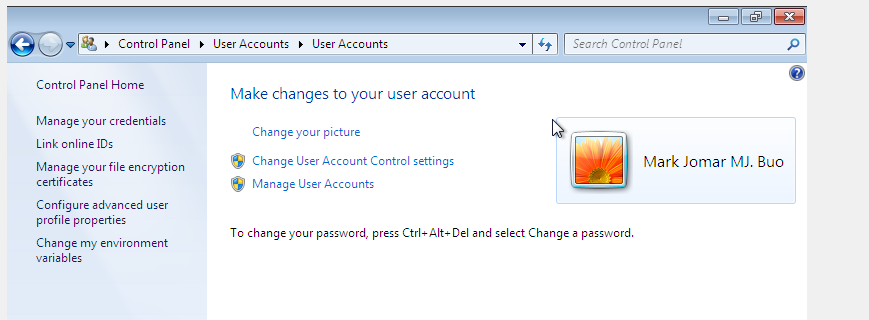 Control Panel User Accounts User Accounts
Search Control Panel
Control Panel Home
Manage your credentials
Link online IDs
Manage your file encryption
certificates
Configure advanced user
profile properties
Change my environment
variables
Make changes to your user account
Change your picture
Change User Account Control settings
Manage User Accounts
Mark Jomar MJ. Buo
To change your password, press Ctrl+Alt+Del and select Change a password.